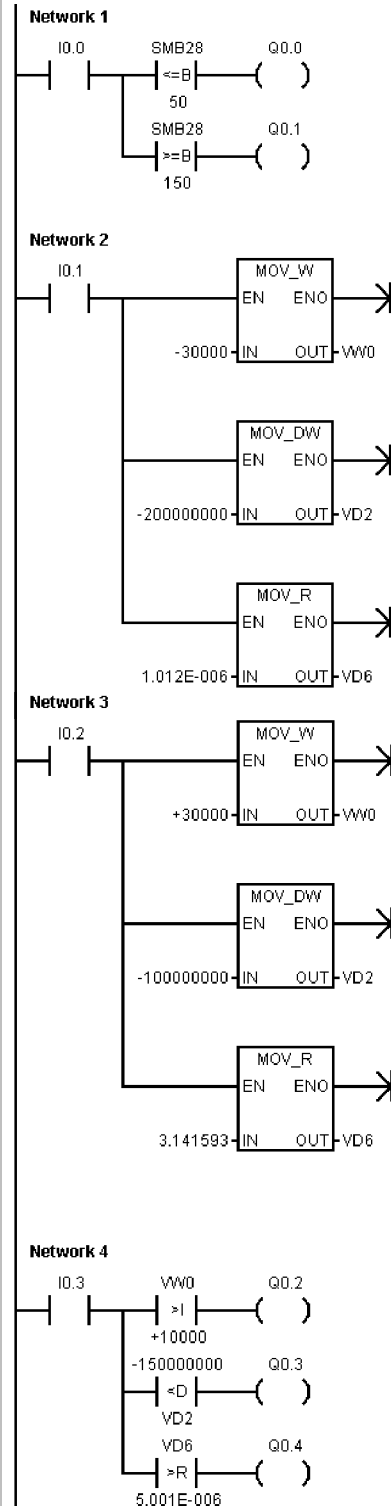 Network 1
I0.0 SMB28 Q0.0
<=B
50
SMB28 Q0.1
>=B
150
Network 2
I0.1 MOV_W
EN ENO
-30000 IN OUT VW0
MOV_DW
EN ENO
-200000000 IN OUT VD2
MOV_R
EN ENO
1.012E-006 IN OUT VD6
Network 3
I0.2 MOV_W
EN ENO
+30000 IN OUT VW0
MOV_DW
EN ENO
-100000000 IN OUT VD2
MOV_R
EN ENO
3.141593 IN OUT VD6
Network 4
I0.3 VW0 Q0.2
>I
+10000
-150000000 Q0.3
<D
VD2
VD6 Q0.4
>R
5.001E-006